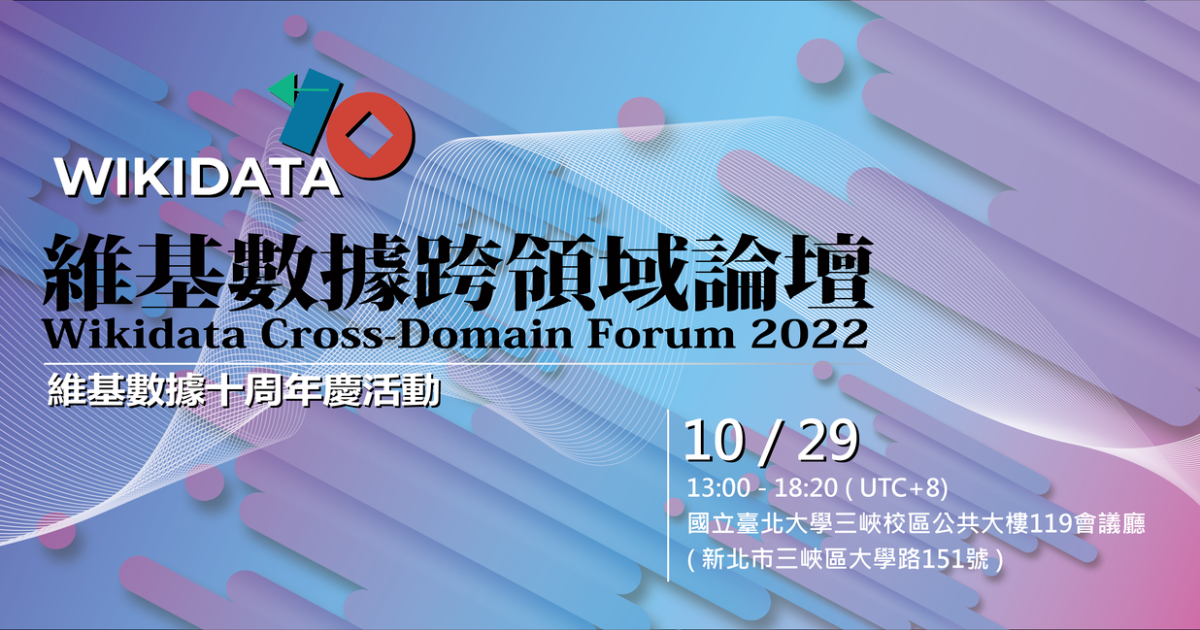 10
WIKIDATA
維基數據跨領域論壇
Wikidata Cross-Domain Forum 2022
維基數據十周年慶活動
10 / 29
13:00 - 18:20 ( UTC+8)
國立臺北大學三峽校區公共大樓119會議廳
( 新北市三峽區大學路151號 )